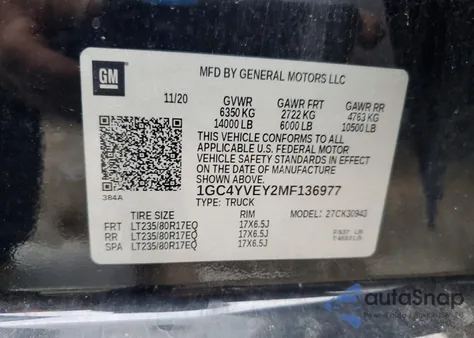 GM
MFD BY GENERAL MOTORS LLC
11/20 GVWR GAWR FRT GAWR RR
6350 KG 2722 KG 4763 KG
14000 LB 6000 LB 10500 LB
THIS VEHICLE CONFORMS TO ALL
APPLICABLE U.S. FEDERAL MOTOR
VEHICLE SAFETY STANDARDS IN EFFECT ON THE
DATE OF MANUFACTURE SHOWN ABOVE.
384A
1GC4YVEY2MF136977
TYPE: TRUCK
MODEL: 27CK30943
TIRE SIZE RIM
FRT LT235/80R17EQ 17X6.5J
RR LT235/80R17EQ 17X6.5J
SPA LT235/80R17EQ 17X6.5J
autoSnap